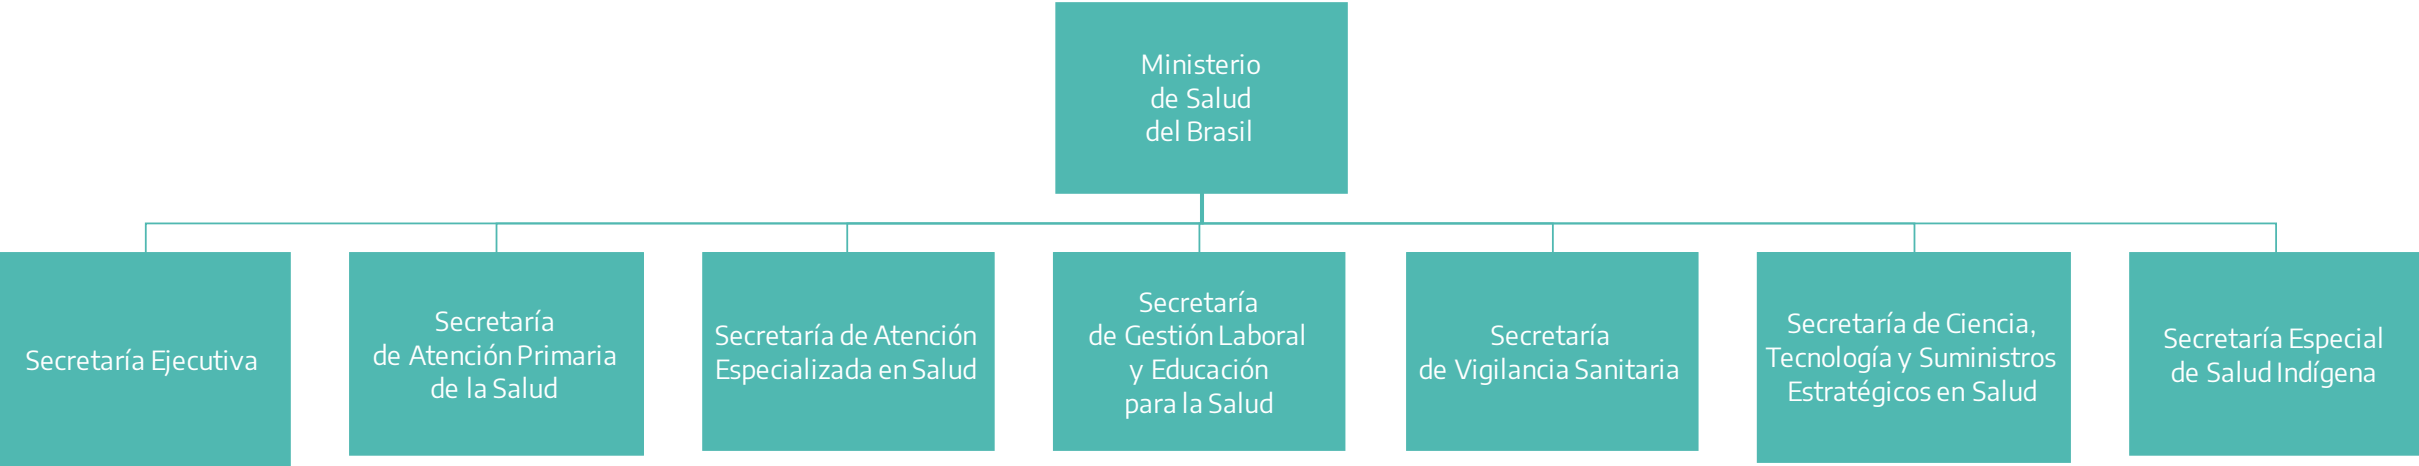 Ministerio
de Salud
del Brasil
Secretaría Ejecutiva
Secretaría
de Atención Primaria
de la Salud
Secretaría de Atención
Especializada en Salud
Secretaría
de Gestión Laboral
y Educación
para la Salud
Secretaría
de Vigilancia Sanitaria
Secretaría de Ciencia,
Tecnología y Suministros
Estratégicos en Salud
Secretaría Especial
de Salud Indígena